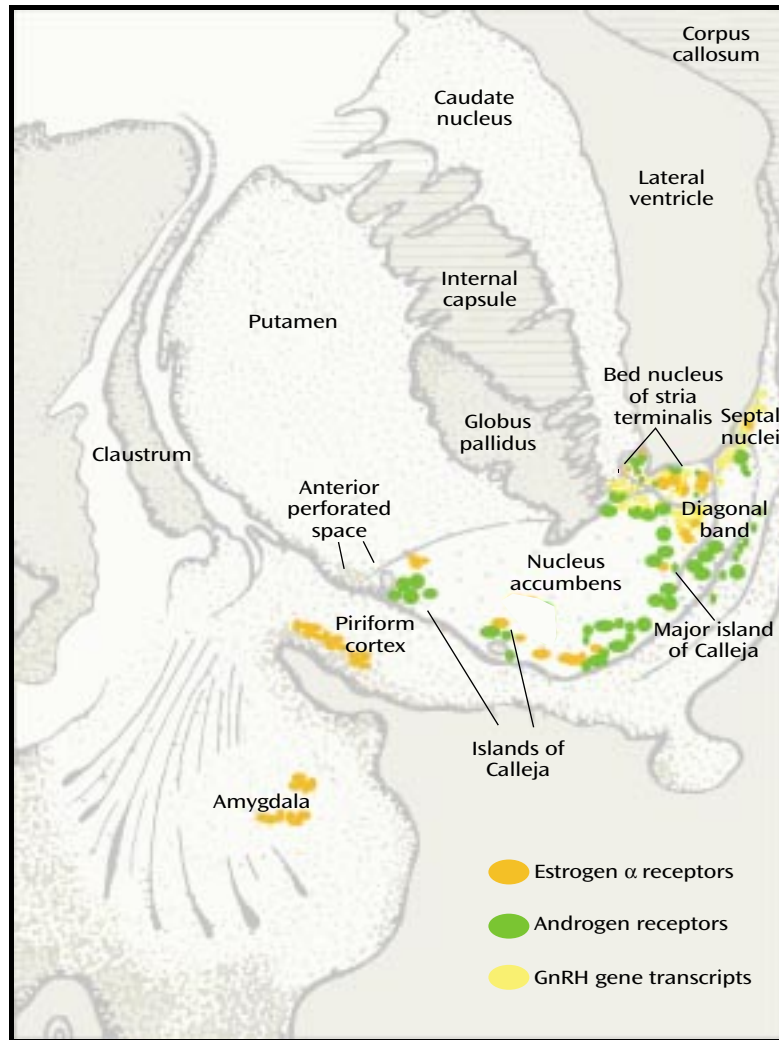 Corpus
callosum
Caudate
nucleus
Lateral
ventricle
Internal
capsule
Putamen
Bed nucleus
of stria
terminalis
Septal
nuclei
Globus
pallidus
Claustrum
Anterior
perforated
space
Diagonal
band
Nucleus
accumbens
Piriform
cortex
Major island
of Calleja
Islands of
Calleja
Amygdala
Estrogen α receptors
Androgen receptors
GnRH gene transcripts